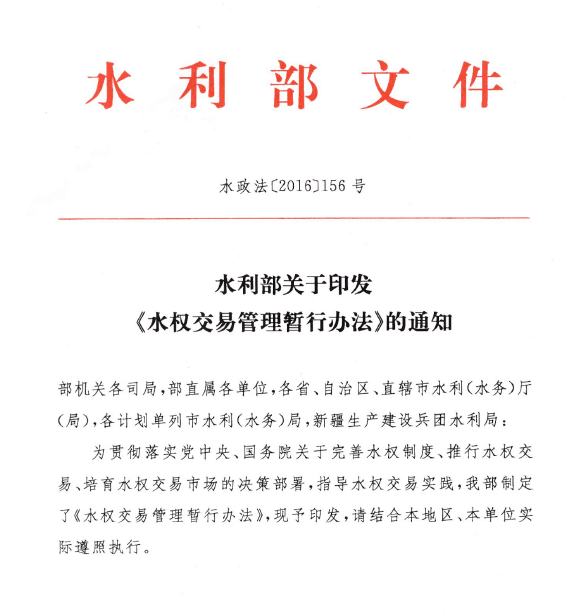 水利部文件
水政法〔2016〕156号
水利部关于印发
《水权交易管理暂行办法》的通知
部机关各司局,部直属各单位,各省、自治区、直辖市水利(水务)厅
(局),各计划单列市水利(水务)局,新疆生产建设兵团水利局:
为贯彻落实党中央、国务院关于完善水权制度、推行水权交
易、培育水权交易市场的决策部署,指导水权交易实践,我部制定
了《水权交易管理暂行办法》,现予印发,请结合本地区、本单位实
际遵照执行。